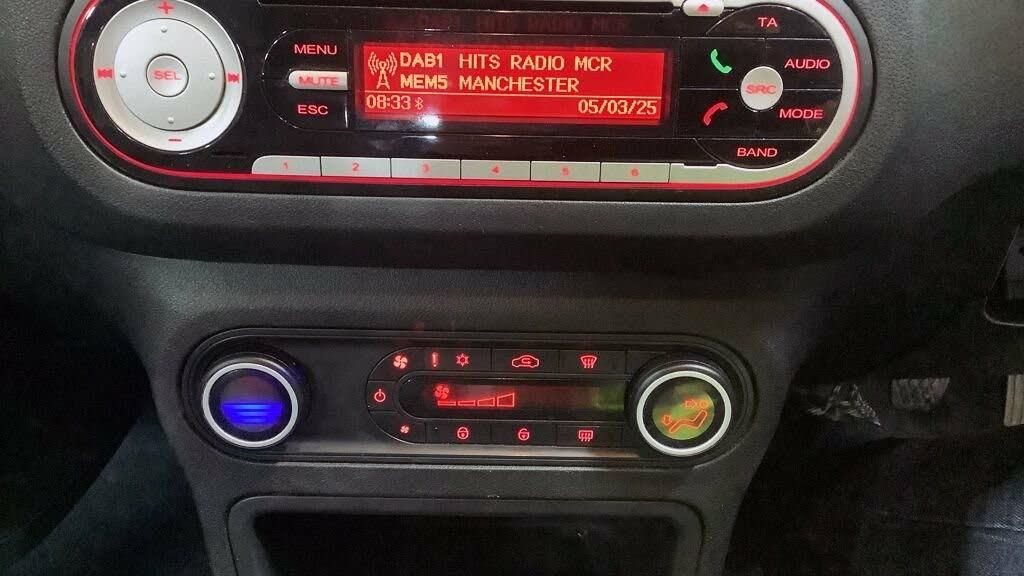 TA
MENU
MUTE
ESC
SEL
DAB1 HITS RADIO MCR
MEM5 MANCHESTER
08:33 05/03/25
AUDIO
SRC
MODE
BAND
1 2 3 4 5 6